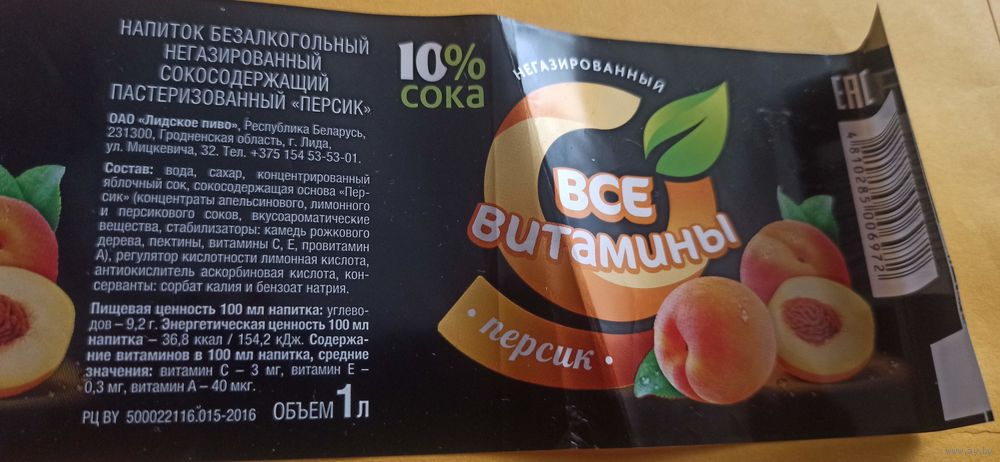 НАПИТОК БЕЗАЛКОГОЛЬНЫЙ
НЕГАЗИРОВАННЫЙ
СОКОСОДЕРЖАЩИЙ
ПАСТЕРИЗОВАННЫЙ «ПЕРСИК»
ОАО «Лидское пиво», Республика Беларусь,
231300, Гродненская область, г. Лида,
ул. Мицкевича, 32. Тел. +375 154 53-53-01.
Состав: вода, сахар, концентрированный
яблочный сок, сокосодержащая основа «Пер-
сик» (концентраты апельсинового, лимонного
и персикового соков, вкусоароматические
вещества, стабилизаторы: камедь рожкового
дерева, пектины, витамины С, Е, провитамин
А), регулятор кислотности лимонная кислота,
антиокислитель аскорбиновая кислота, кон-
серванты: сорбат калия и бензоат натрия.
Пищевая ценность 100 мл напитка: углево-
дов – 9,2 г. Энергетическая ценность 100 мл
напитка – 36,8 ккал / 154,2 кДж. Содержа-
ние витаминов в 100 мл напитка, средние
значения: витамин С – 3 мг, витамин Е –
0,3 мг, витамин А – 40 мкг.
РЦ BY 500022116.015-2016 ОБЪЕМ 1 л
10%
сока
НЕГАЗИРОВАННЫЙ
ВСЕ
ВИТАМИНЫ
• персик •
EAC
4810285006972
www.ay.by